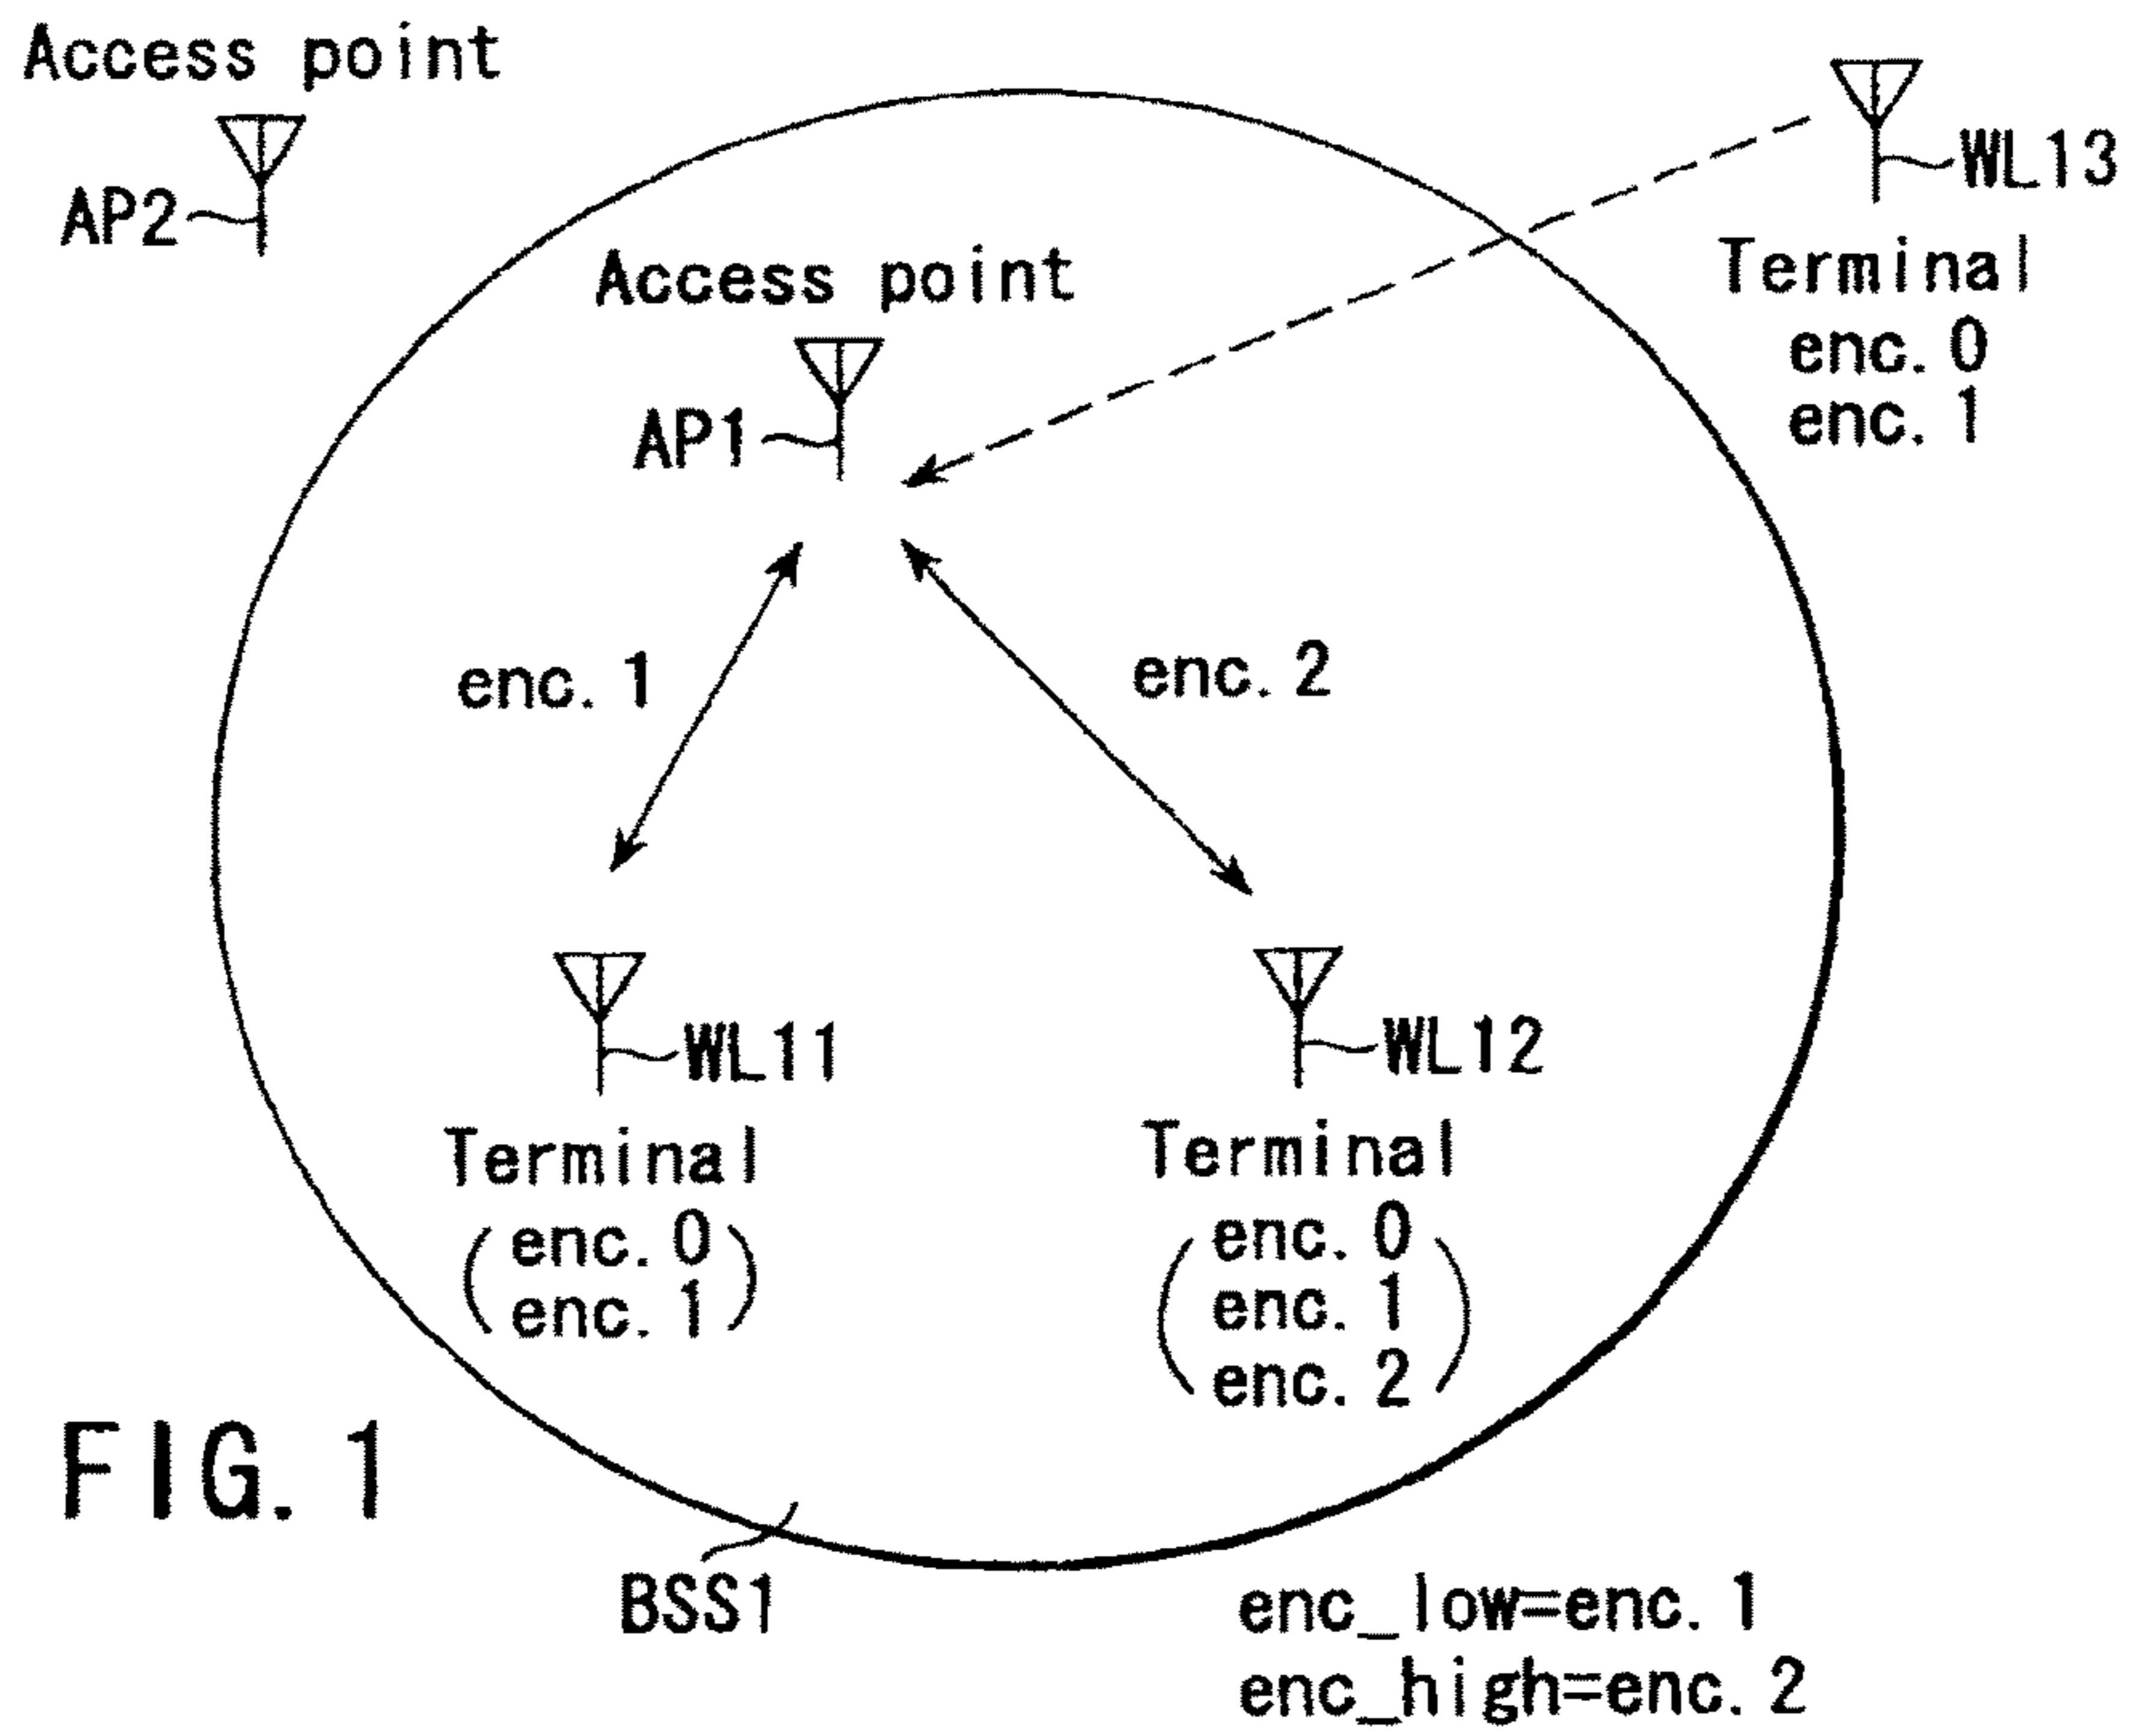 Access point
AP2
WL13
Terminal
enc. 0
enc. 1
Access point
AP1
enc. 1
enc. 2
WL11
Terminal
(enc. 0
enc. 1)
WL12
Terminal
(enc. 0
enc. 1
enc. 2)
FIG. 1
BSS1
enc_low=enc. 1
enc_high=enc. 2